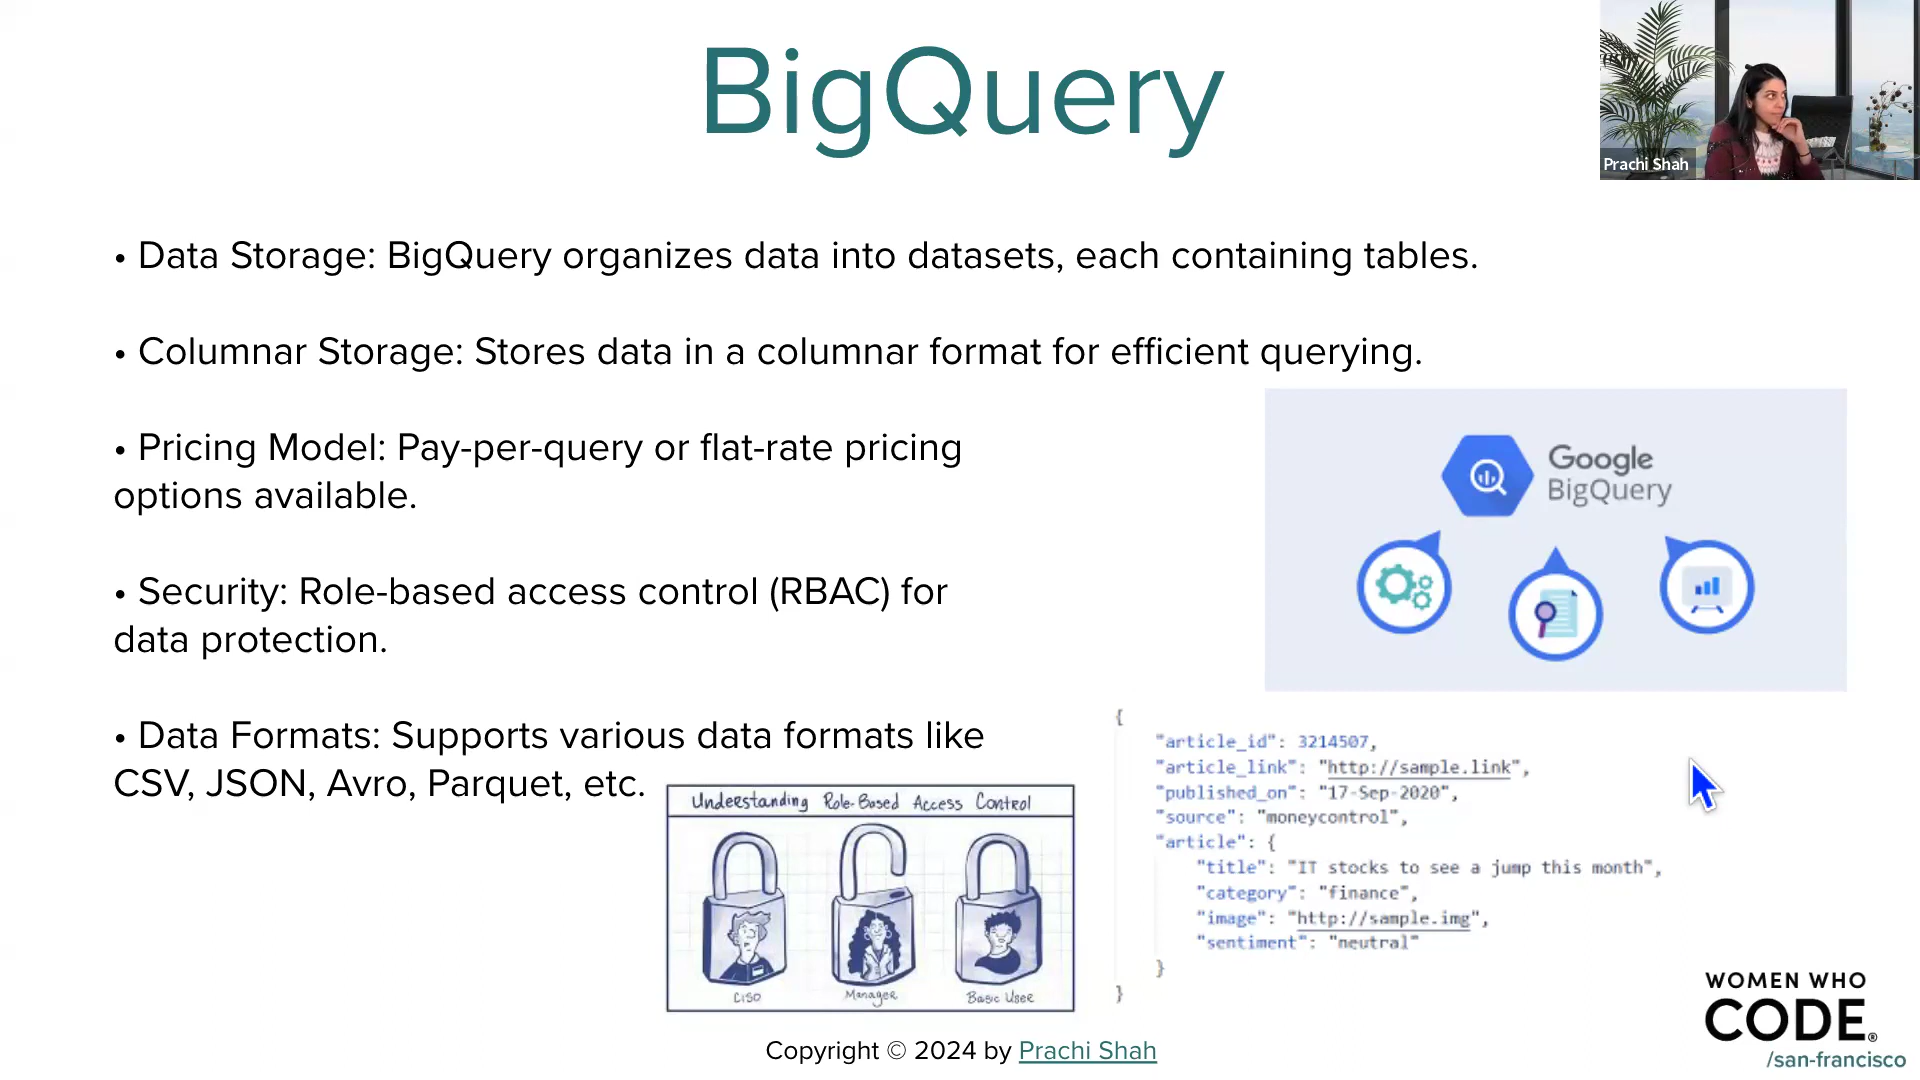 BigQuery
Prachi Shah
• Data Storage: BigQuery organizes data into datasets, each containing tables.
• Columnar Storage: Stores data in a columnar format for efficient querying.
• Pricing Model: Pay-per-query or flat-rate pricing
options available.
• Security: Role-based access control (RBAC) for
data protection.
• Data Formats: Supports various data formats like
CSV, JSON, Avro, Parquet, etc.
Google
BigQuery
Understanding Role-Based Access Control
CISO
Manager
Basic User
{
"article_id": 3214507,
"article_link": "http://sample.link",
"published_on": "17-Sep-2020",
"source": "moneycontrol",
"article": {
"title": "IT stocks to see a jump this month",
"category": "finance",
"image": "http://sample.img",
"sentiment": "neutral"
}
}
WOMEN WHO
CODE®
/san-francisco
Copyright © 2024 by Prachi Shah